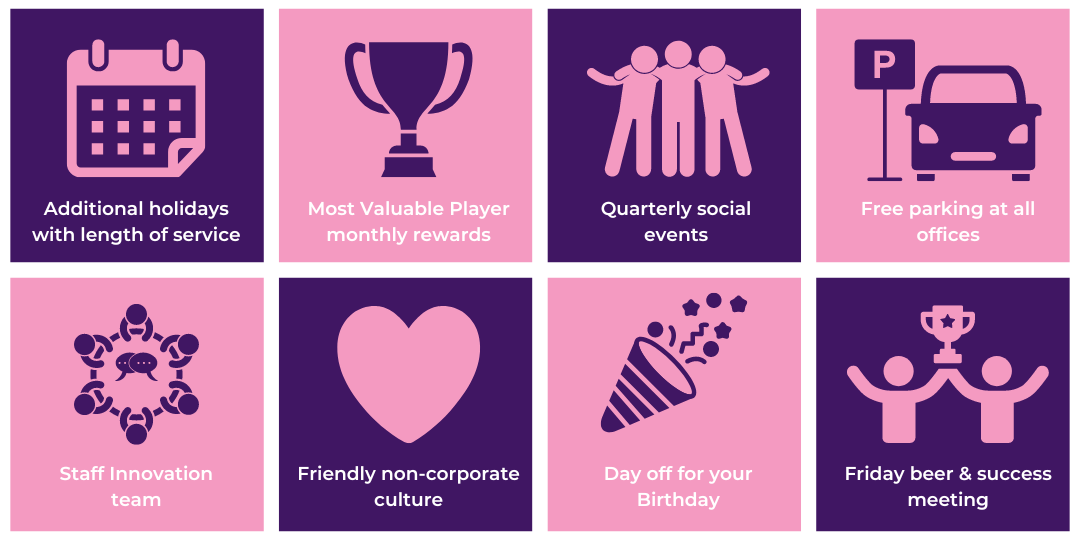 P
Additional holidays
with length of service
Most Valuable Player
monthly rewards
Quarterly social
events
Free parking at all
offices
Staff Innovation
team
Friendly non-corporate
culture
Day off for your
Birthday
Friday beer & success
meeting